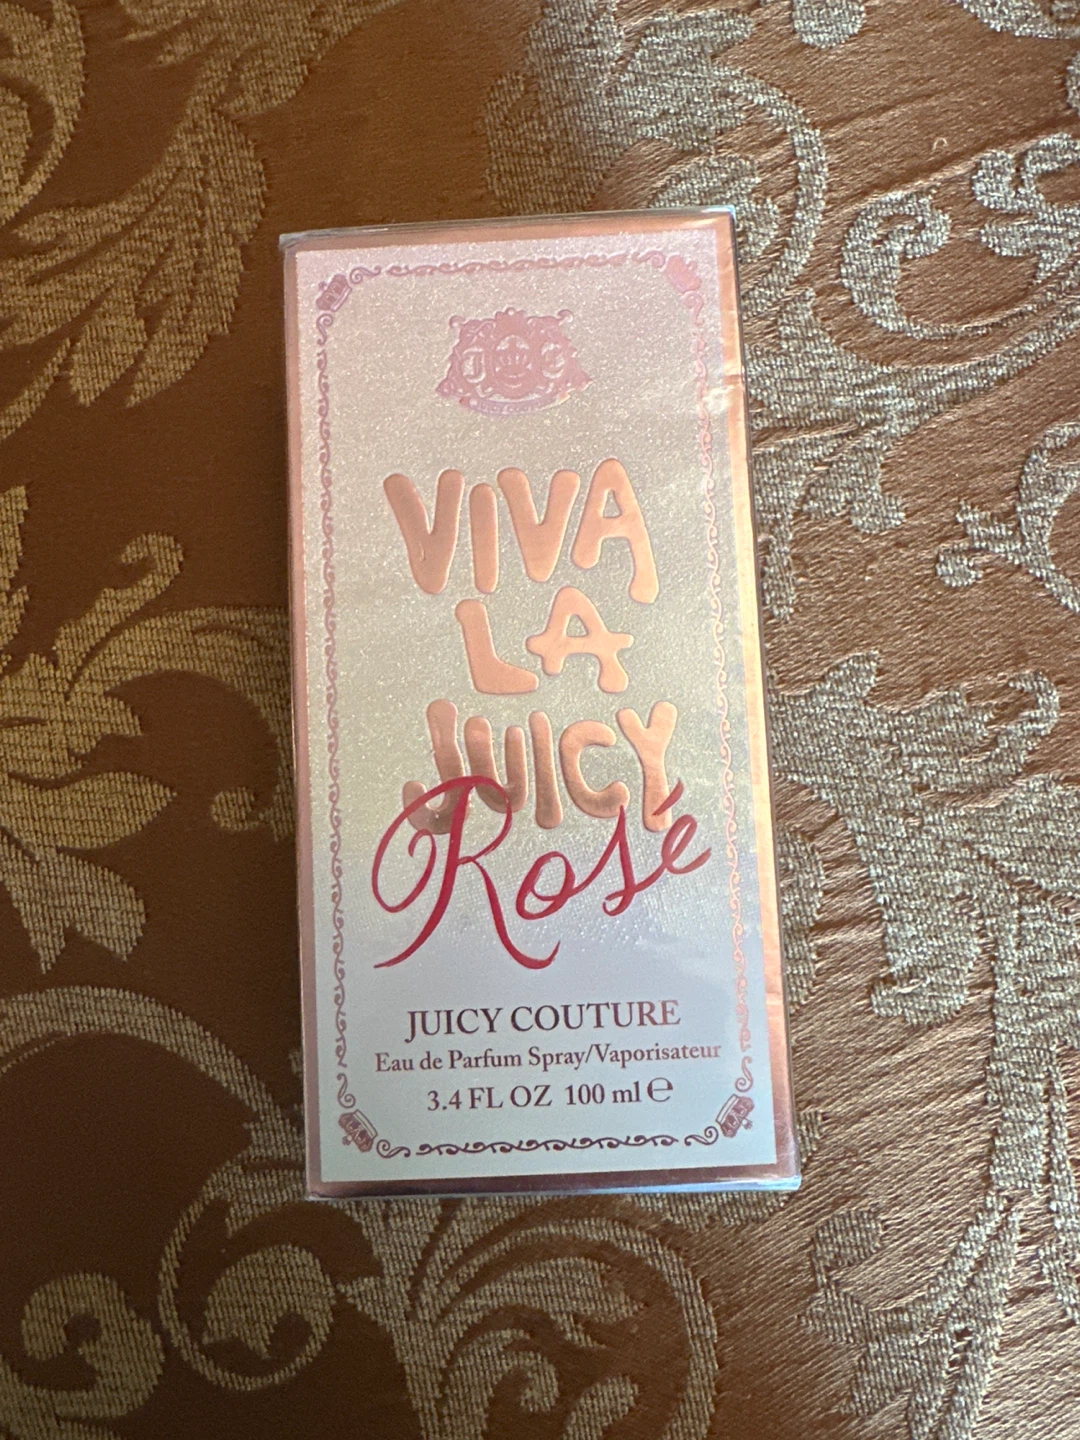 J C
VIVA
LA
JUICY
Rosé
JUICY COUTURE
Eau de Parfum Spray/Vaporisateur
3.4 FL OZ 100 ml ℮